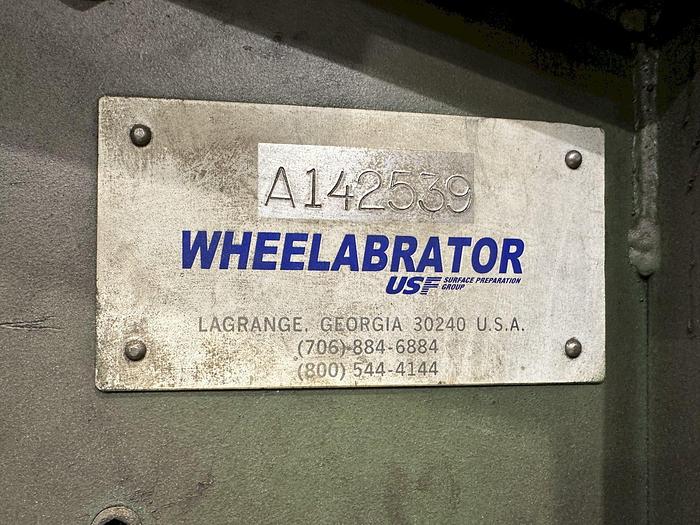 A142539
WHEELABRATOR
USF SURFACE PREPARATION
GROUP
LAGRANGE, GEORGIA 30240 U.S.A.
(706)-884-6884
(800) 544-4144